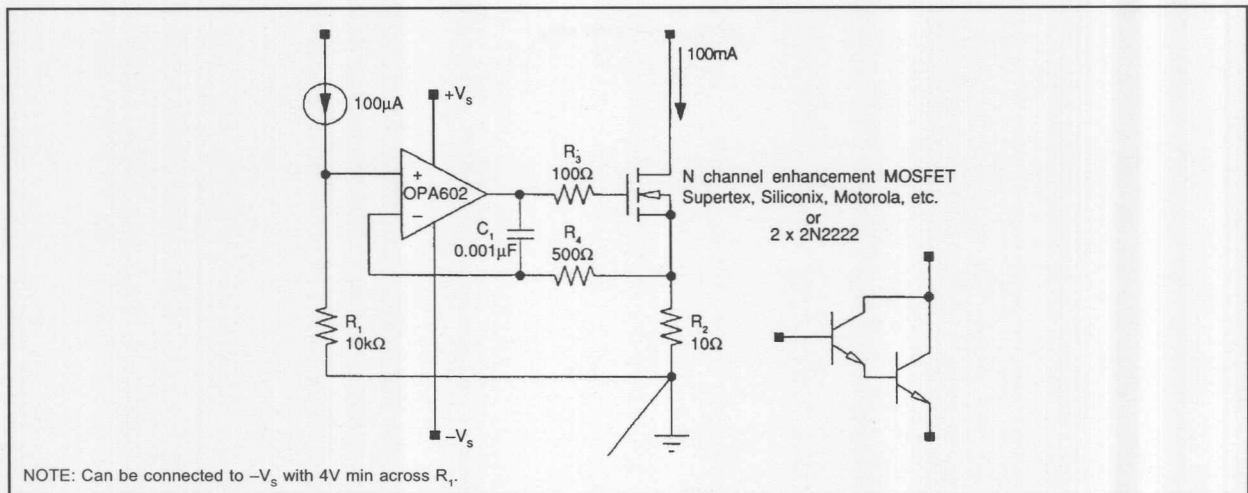 100mA
100µA
+Vs
R3
100Ω
+
OPA602
−
N channel enhancement MOSFET
Supertex, Siliconix, Motorola, etc.
or
2 x 2N2222
C1
0.001µF
R4
500Ω
R1
10kΩ
R2
10Ω
−Vs
NOTE: Can be connected to –Vs with 4V min across R1.